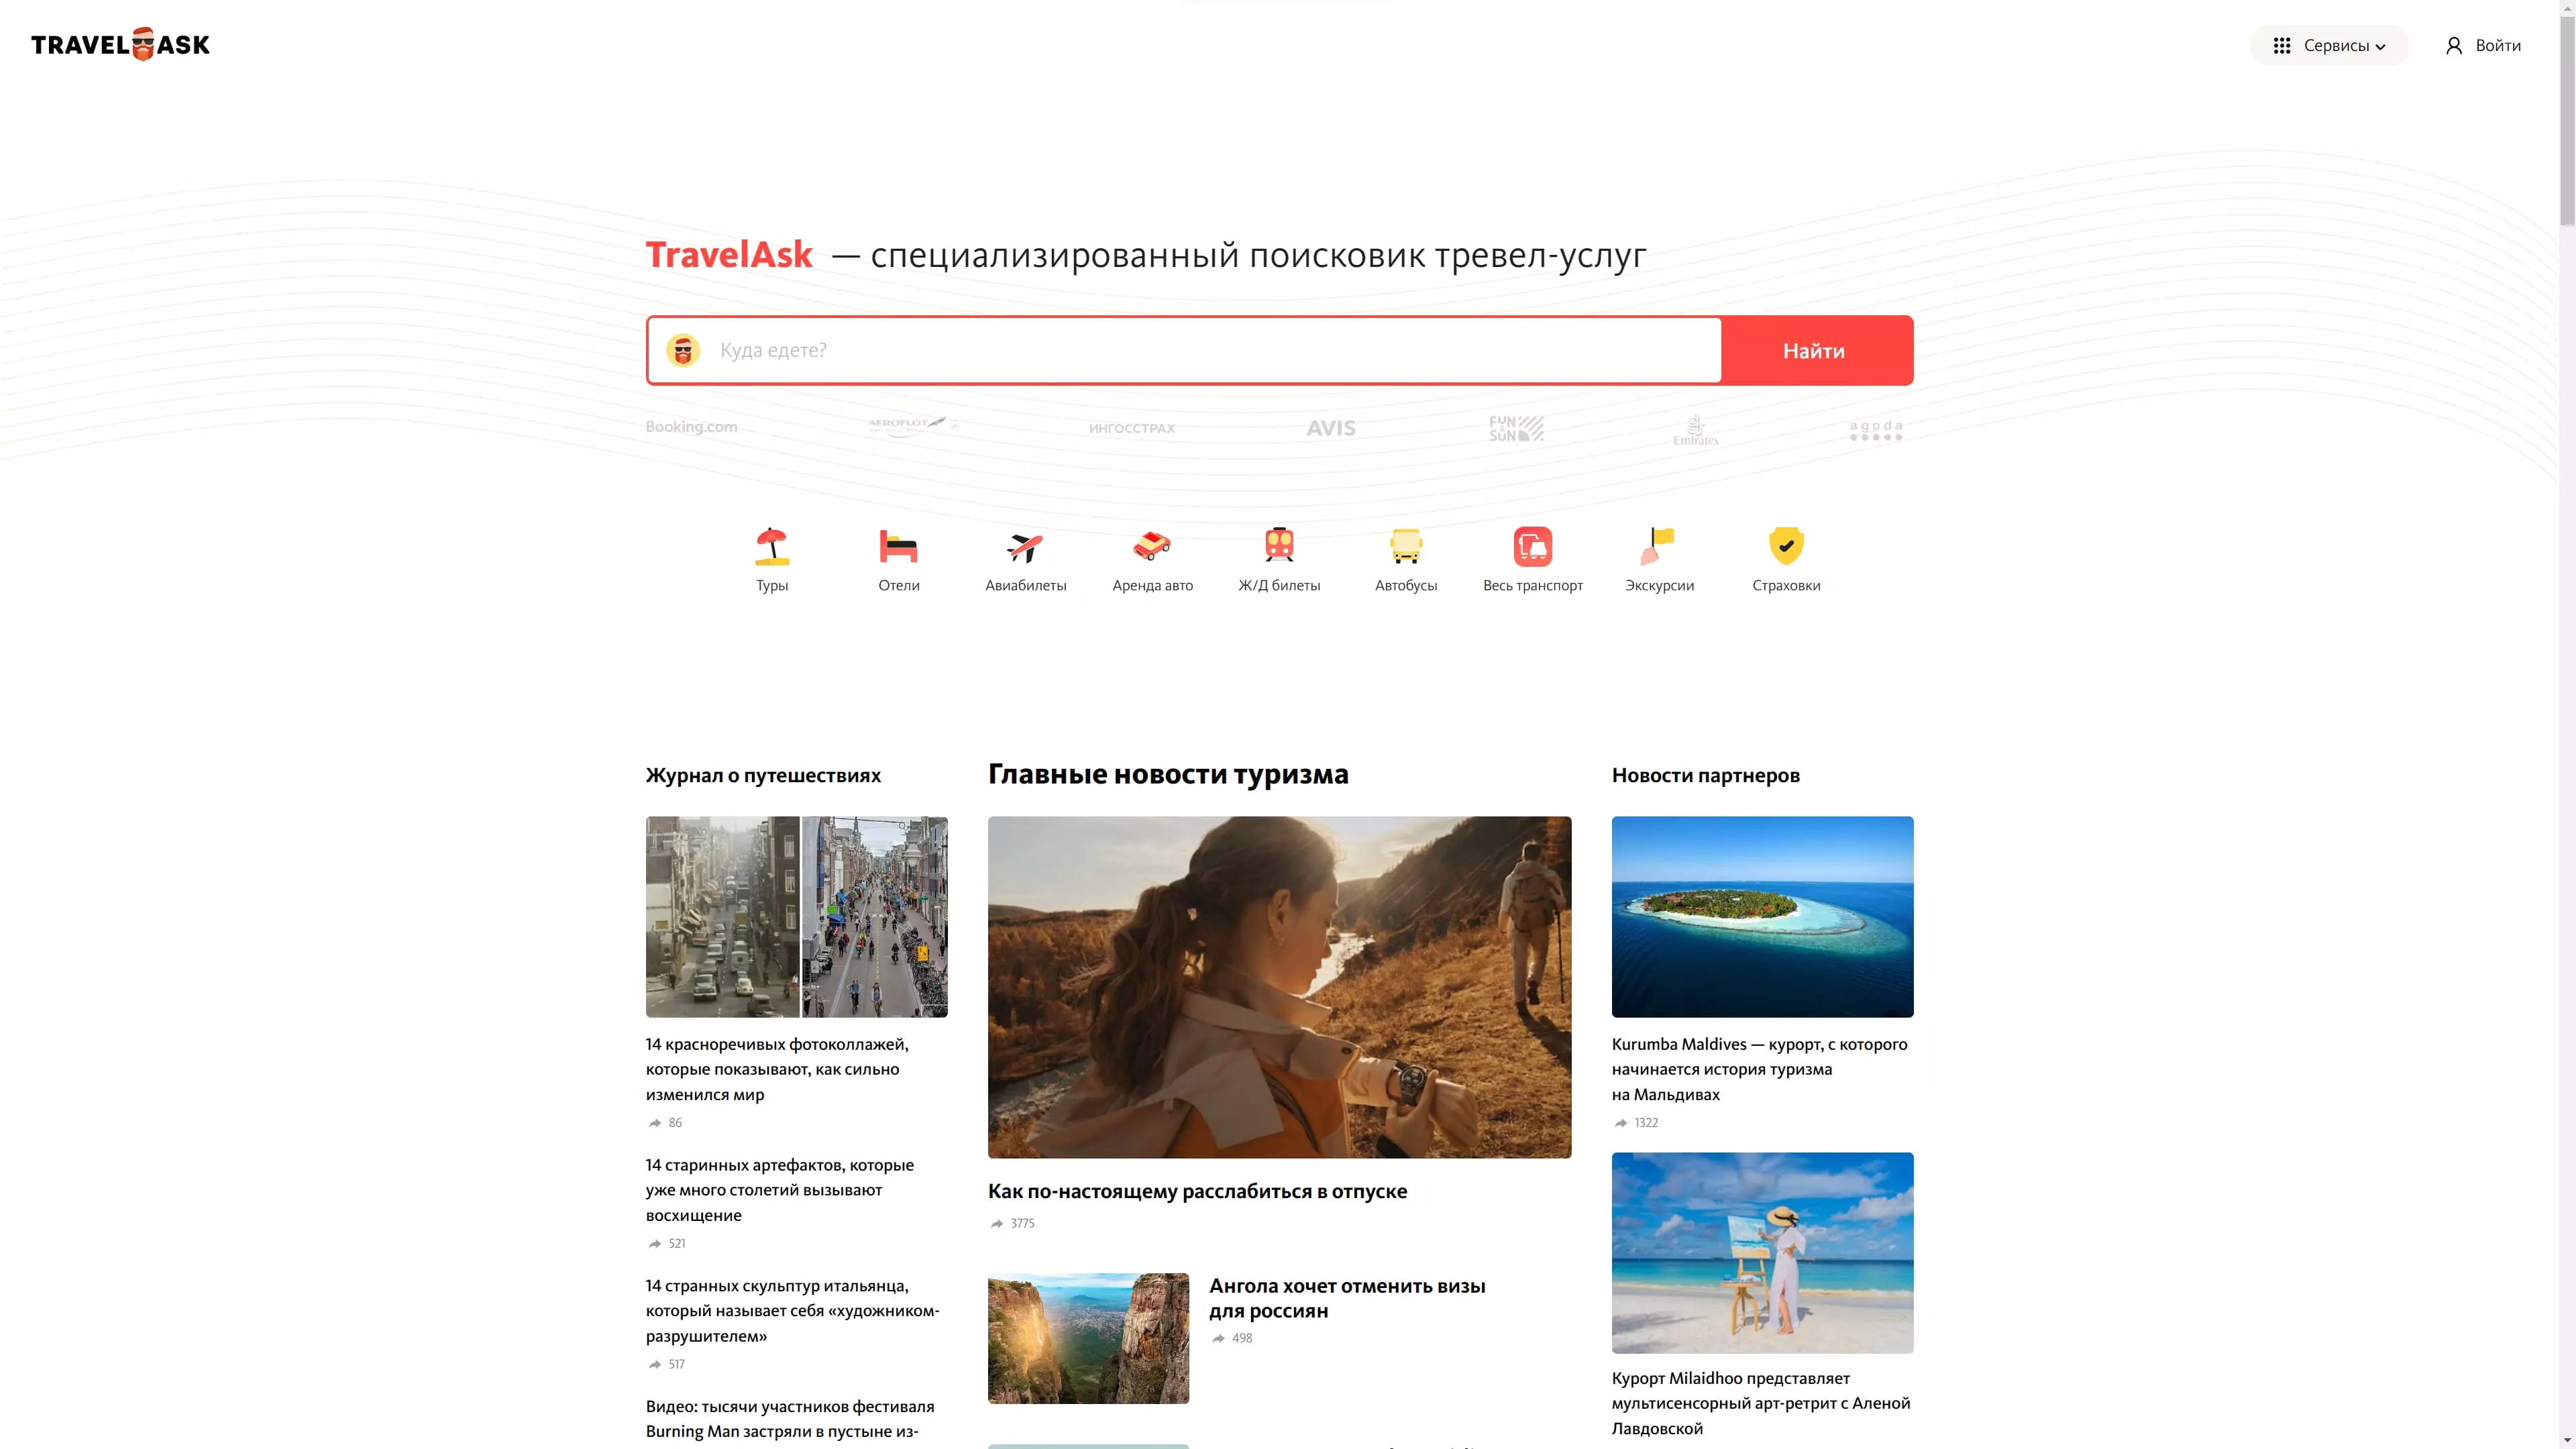 TRAVEL ASK
Сервисы
Войти
TravelAsk — специализированный поисковик тревел-услуг
Куда едете?
Найти
Booking.com
AEROFLOT
ИНГОССТРАХ
AVIS
FUN & SUN
Emirates
agoda
Туры
Отели
Авиабилеты
Аренда авто
Ж/Д билеты
Автобусы
Весь транспорт
Экскурсии
Страховки
Журнал о путешествиях
14 красноречивых фотоколлажей,
которые показывают, как сильно
изменился мир
86
14 старинных артефактов, которые
уже много столетий вызывают
восхищение
521
14 странных скульптур итальянца,
который называет себя «художником-
разрушителем»
517
Видео: тысячи участников фестиваля
Burning Man застряли в пустыне из-
Главные новости туризма
Как по-настоящему расслабиться в отпуске
3775
Ангола хочет отменить визы
для россиян
498
Новости партнеров
Kurumba Maldives — курорт, с которого
начинается история туризма
на Мальдивах
1322
Курорт Milaidhoo представляет
мультисенсорный арт-ретрит с Аленой
Лавдовской